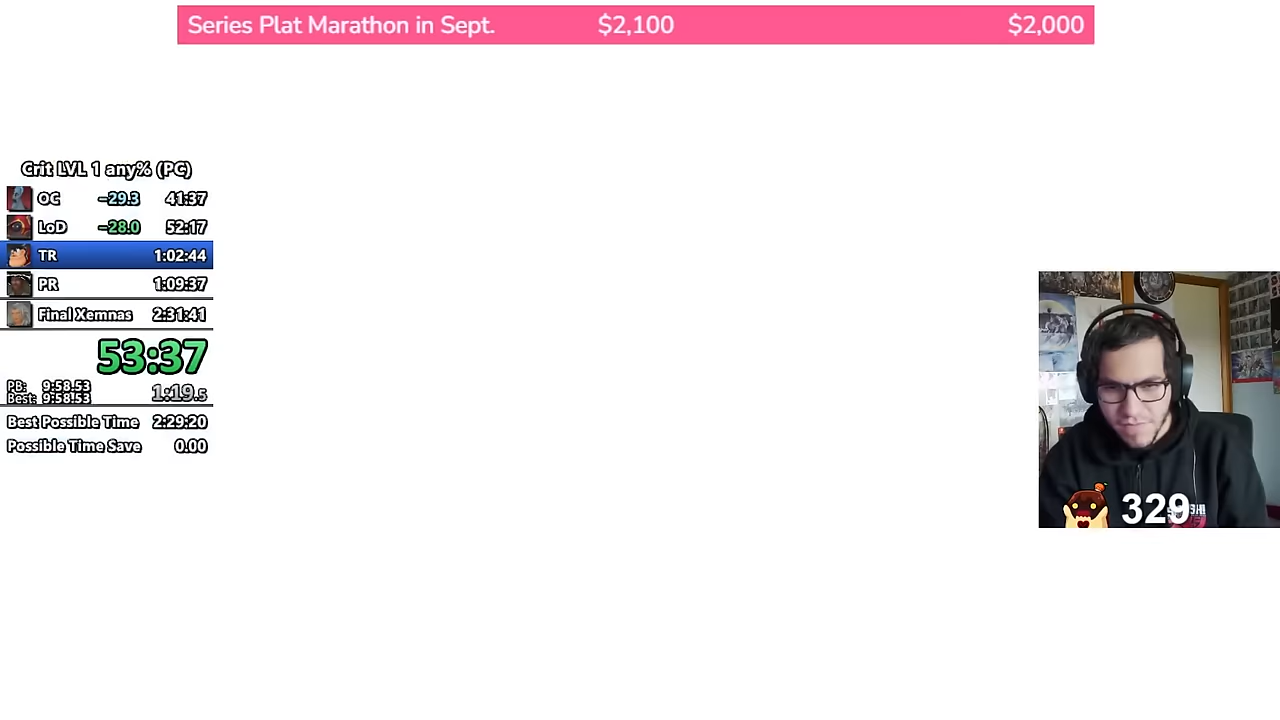 Series Plat Marathon in Sept. $2,100 $2,000
Crit LVL 1 any% (PC)
OC -29.3 41:37
LoD -28.0 52:17
TR 1:02:44
PR 1:09:37
Final Xemnas 2:31:41
53:37
PB: 9:58.53
Best: 9:58.53
1:19.5
Best Possible Time 2:29:20
Possible Time Save 0.00
329